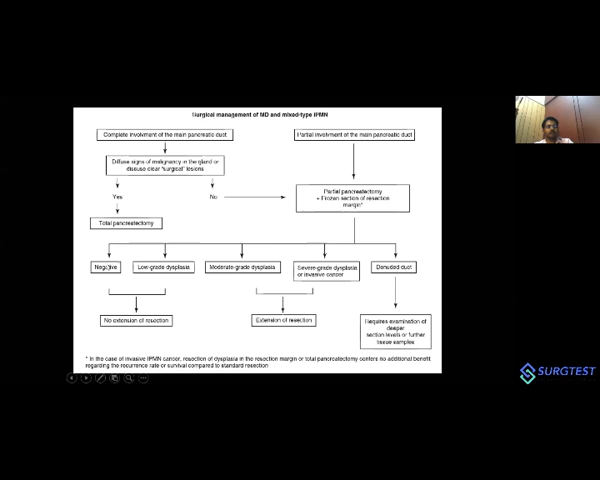 Surgical management of MD and mixed-type IPMN
Complete involvment of the main pancreatic duct
Partial involvment of the main pancreatic duct
Diffuse signs of malignancy in the gland or
disease clear "surgical" lesions
Yes
No
Partial pancreatectomy
+ Frozen section of resection
margin*
Total pancreatectomy
Negative
Low-grade dysplasia
Moderate-grade dysplasia
Severe-grade dysplasia
or invasive cancer
Denuded duct
No extension of resection
Extension of resection
Requires examination of
deeper
section levels or further
tissue samples
* In the case of invasive IPMN cancer, resection of dysplasia in the resection margin or total pancreatectomy confers no additional benefit
regarding the recurrence rate or survival compared to standard resection
SURGTEST